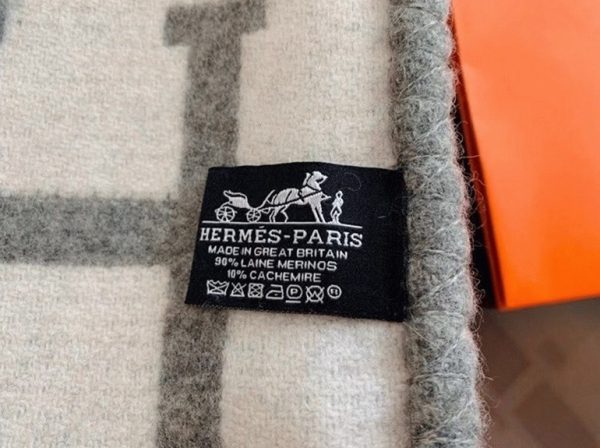 HERMÈS-PARIS
MADE IN GREAT BRITAIN
90% LAINE MERINOS
10% CACHEMIRE